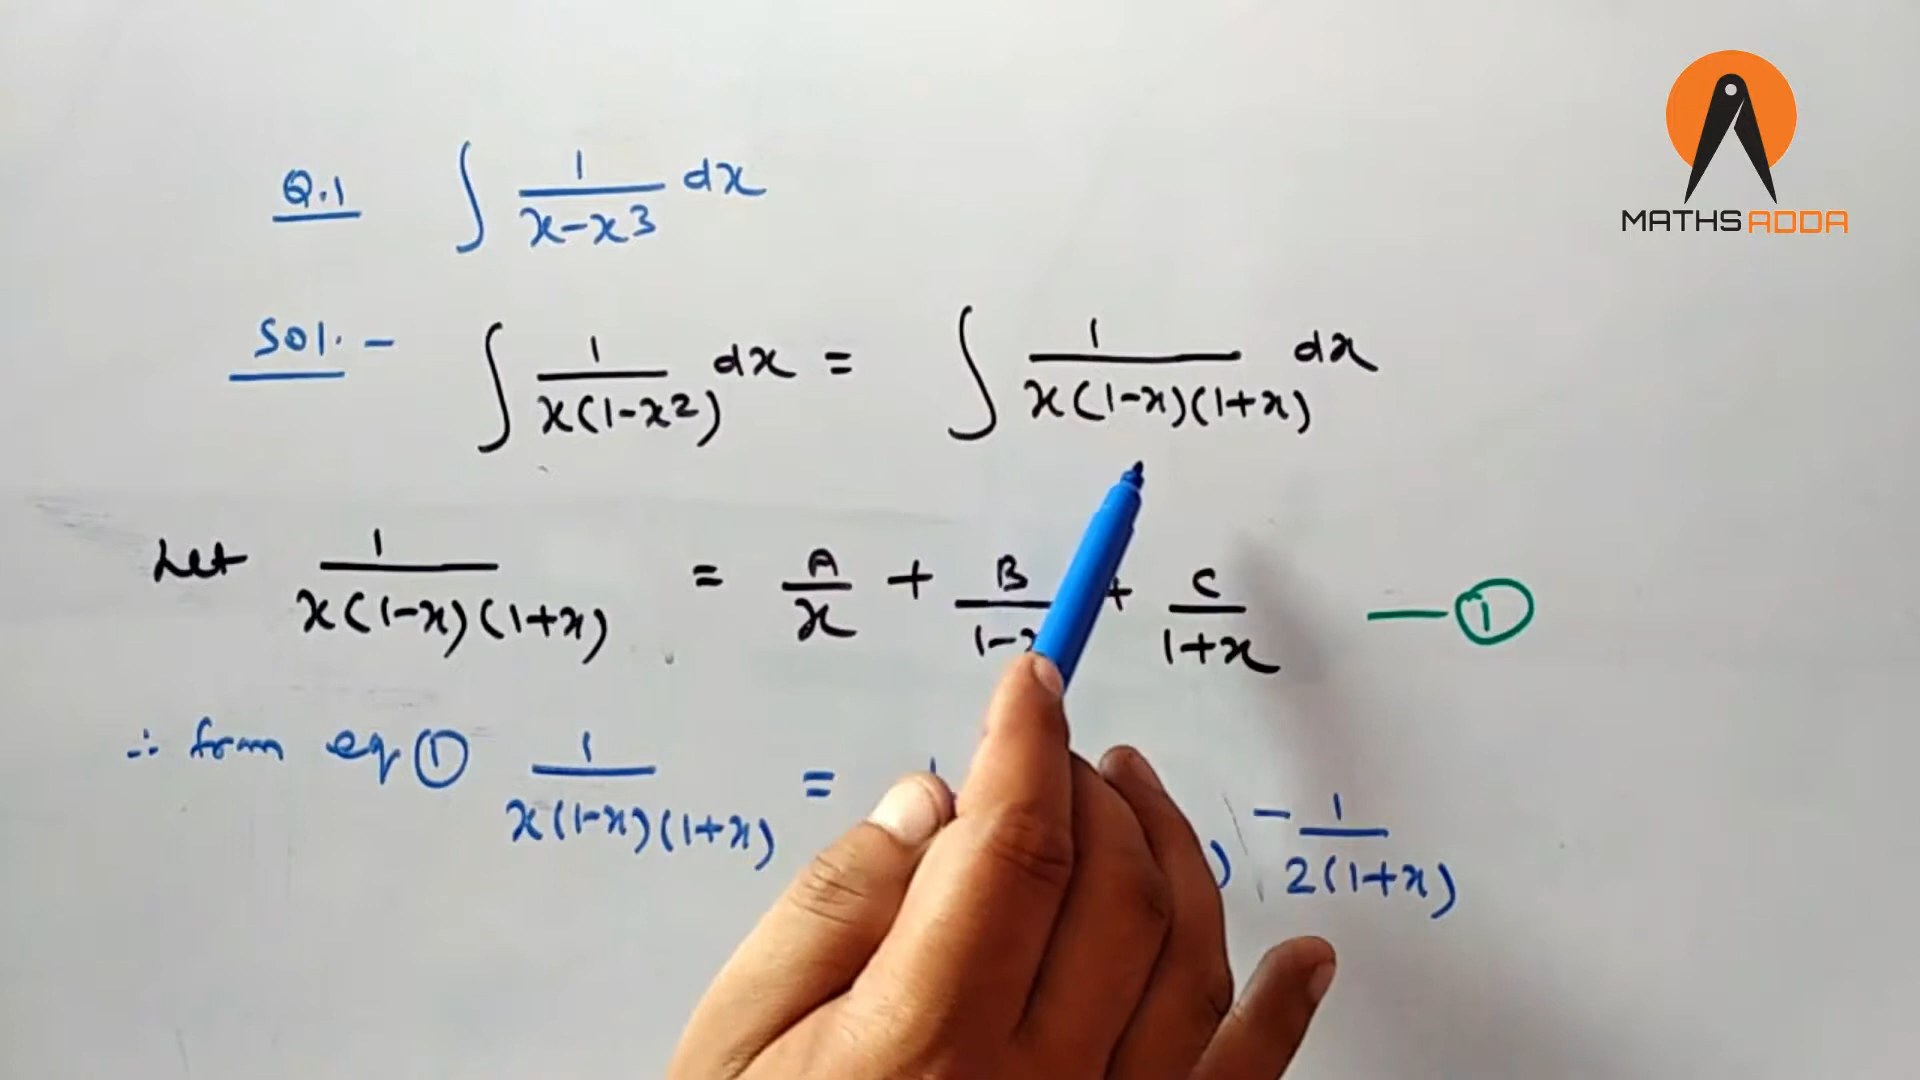 MATHS ADDA
Q.1 ∫ 1/(x-x3) dx
Sol. - ∫ 1/(x(1-x2)) dx = ∫ 1/(x(1-x)(1+x)) dx
Let 1/(x(1-x)(1+x)) = A/x + B/(1-x + C/(1+x) — ①
∴ from eq ① 1/(x(1-x)(1+x)) = ) - 1/(2(1+x))